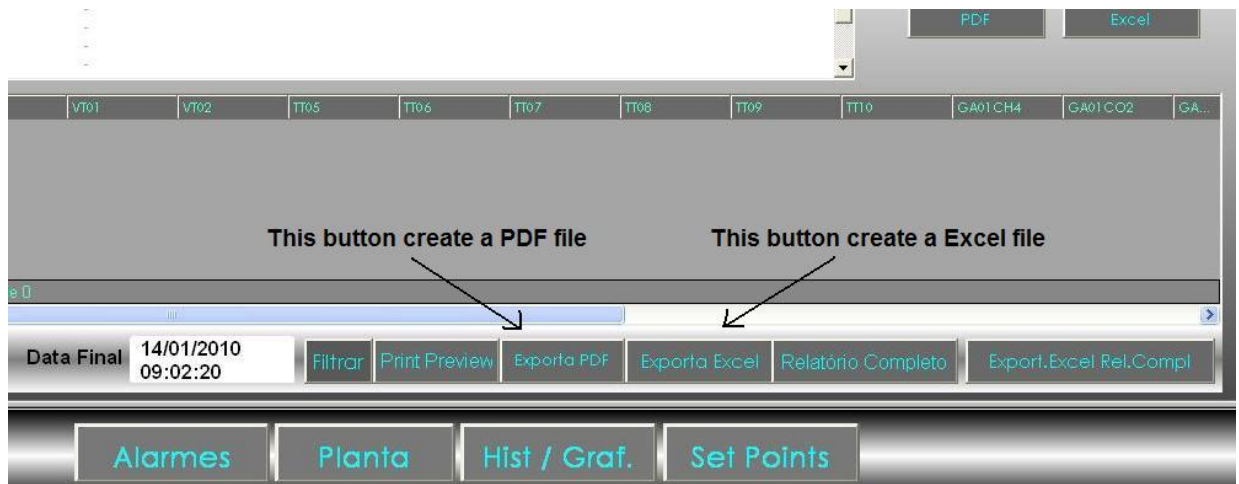 PDF Excel
VT01 VT02 TT05 TT06 TT07 TT08 TT09 TT10 GA01CH4 GA01CO2 GA...
This button create a PDF file This button create a Excel file
e 0
Data Final 14/01/2010
09:02:20
Filtrar Print Preview Exporta PDF Exporta Excel Relatório Completo Export.Excel Rel.Compl
Alarmes Planta Hist / Graf. Set Points